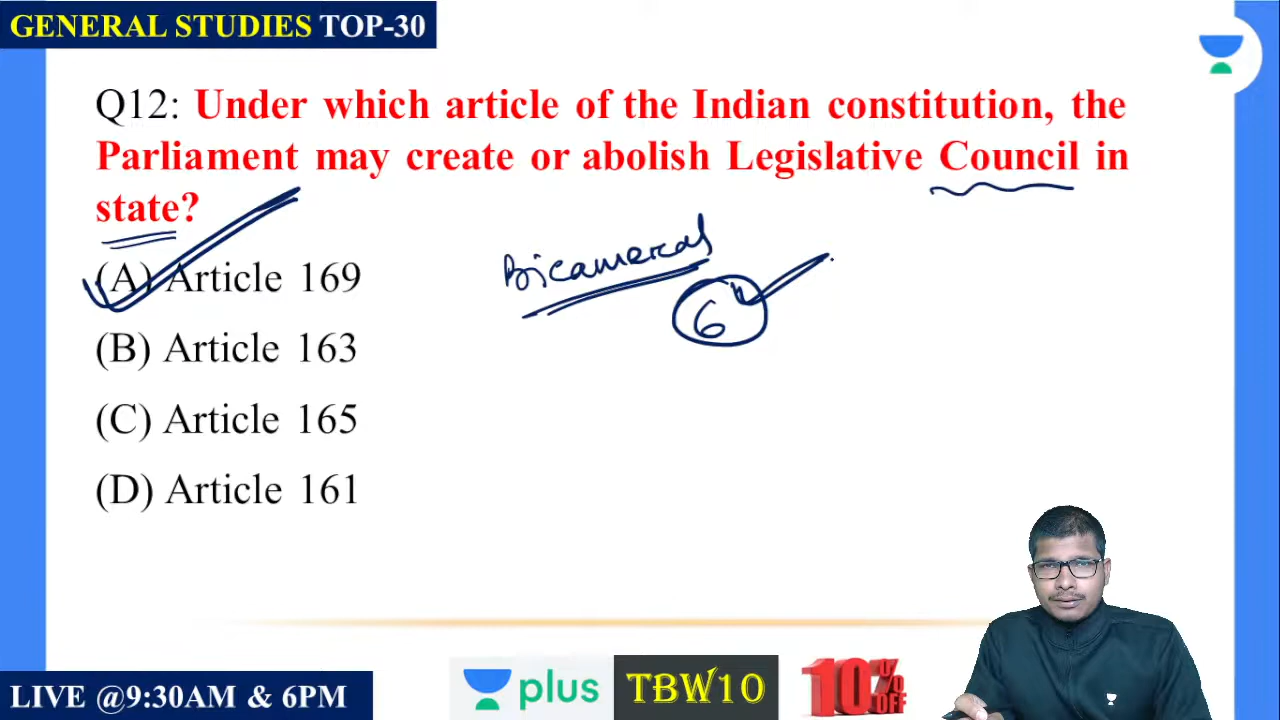 GENERAL STUDIES TOP-30
Q12: Under which article of the Indian constitution, the
Parliament may create or abolish Legislative Council in
state?
(A) Article 169
Bicameral
6
(B) Article 163
(C) Article 165
(D) Article 161
LIVE @9:30AM & 6PM
plus
TBW10
10% OFF